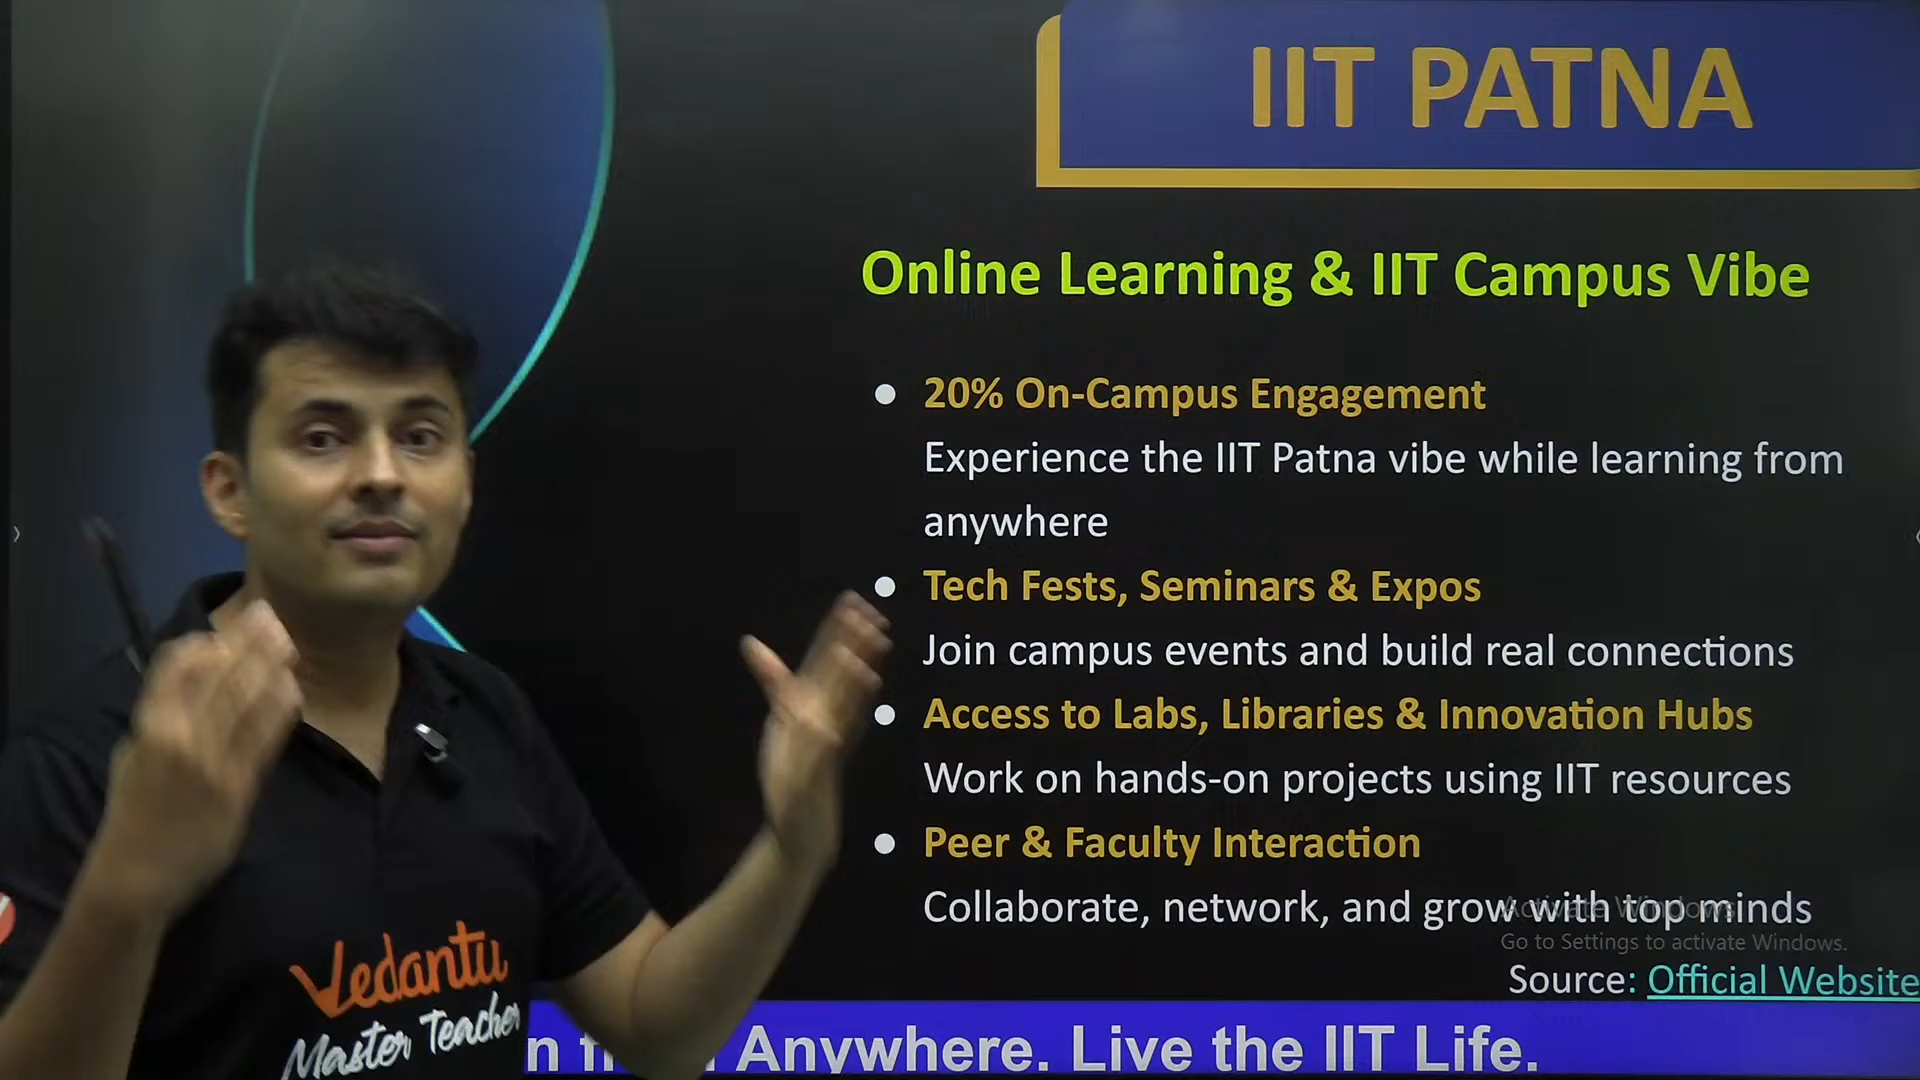 IIT PATNA
Online Learning & IIT Campus Vibe
20% On-Campus Engagement
Experience the IIT Patna vibe while learning from
anywhere
Tech Fests, Seminars & Expos
Join campus events and build real connections
Access to Labs, Libraries & Innovation Hubs
Work on hands-on projects using IIT resources
Peer & Faculty Interaction
Collaborate, network, and grow with top minds
Activate Windows
Go to Settings to activate Windows.
Source: Official Website
Anywhere. Live the IIT Life.
Vedantu
Master Teacher